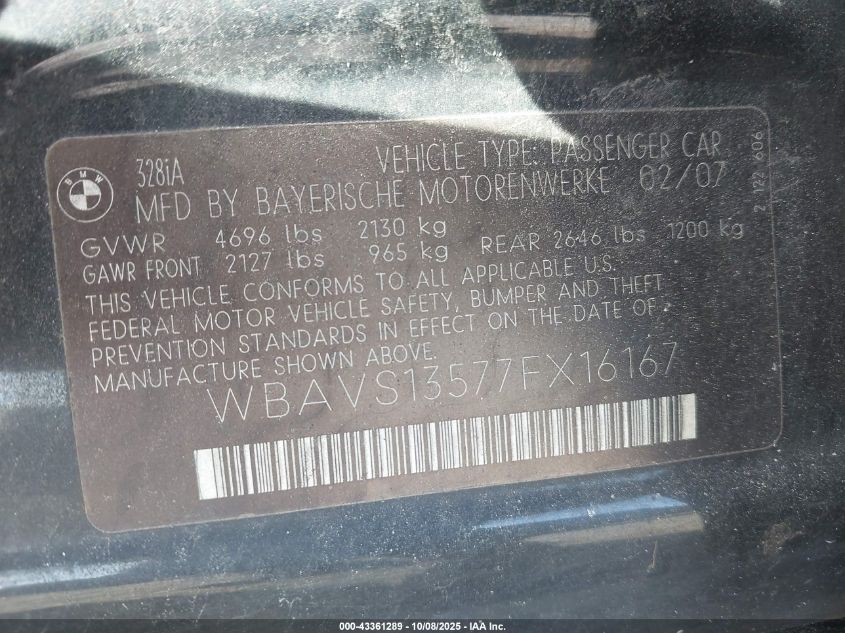 BMW
328iA VEHICLE TYPE: PASSENGER CAR
MFD BY BAYERISCHE MOTORENWERKE 02/07
GVWR 4696 lbs 2130 kg
GAWR FRONT 2127 lbs 965 kg REAR 2646 lbs 1200 kg
THIS VEHICLE CONFORMS TO ALL APPLICABLE U.S.
FEDERAL MOTOR VEHICLE SAFETY, BUMPER AND THEFT
PREVENTION STANDARDS IN EFFECT ON THE DATE OF
MANUFACTURE SHOWN ABOVE.
WBAVS13577FX16167
2 122 606
000-43361289 - 10/08/2025 - IAA Inc.